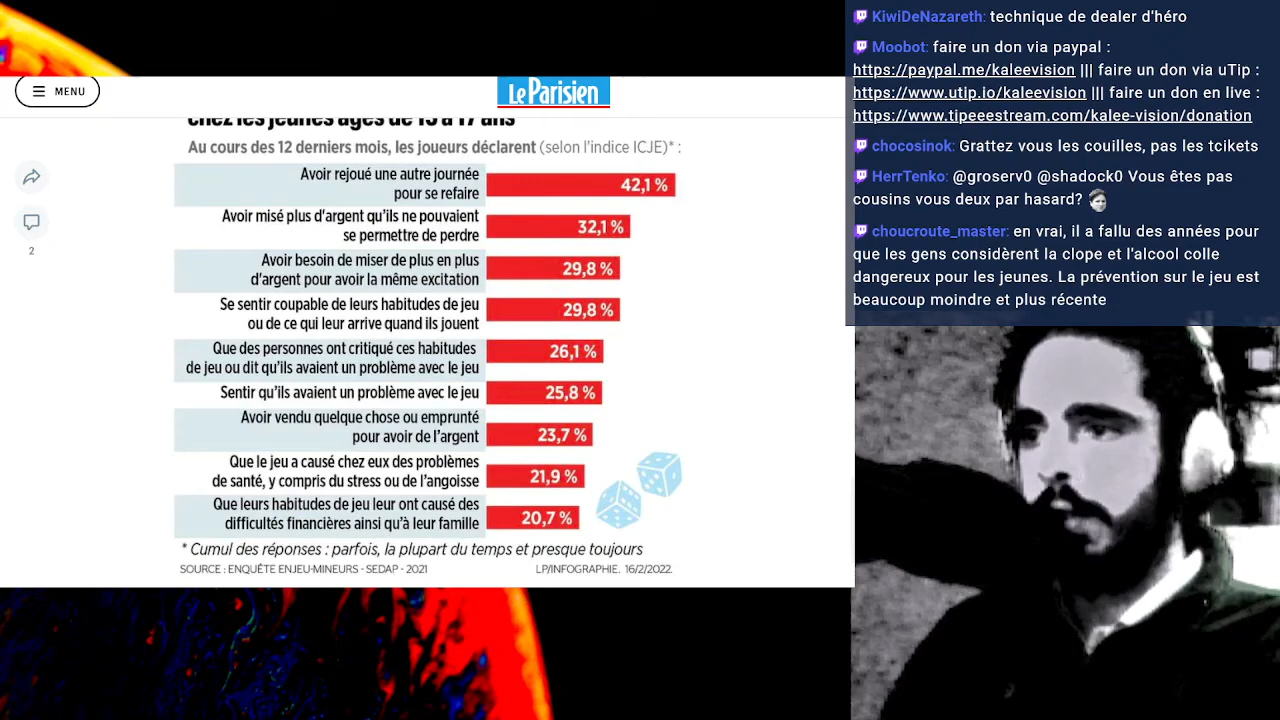 MENU
Le Parisien
chez les jeunes âgés de 15 à 17 ans
Au cours des 12 derniers mois, les joueurs déclarent (selon l'indice ICJE)* :
2
Avoir rejoué une autre journée
pour se refaire
42,1 %
Avoir misé plus d'argent qu'ils ne pouvaient
se permettre de perdre
32,1 %
Avoir besoin de miser de plus en plus
d'argent pour avoir la même excitation
29,8 %
Se sentir coupable de leurs habitudes de jeu
ou de ce qui leur arrive quand ils jouent
29,8 %
Que des personnes ont critiqué ces habitudes
de jeu ou dit qu'ils avaient un problème avec le jeu
26,1 %
Sentir qu'ils avaient un problème avec le jeu
25,8 %
Avoir vendu quelque chose ou emprunté
pour avoir de l'argent
23,7 %
Que le jeu a causé chez eux des problèmes
de santé, y compris du stress ou de l'angoisse
21,9 %
Que leurs habitudes de jeu leur ont causé des
difficultés financières ainsi qu'à leur famille
20,7 %
* Cumul des réponses : parfois, la plupart du temps et presque toujours
SOURCE : ENQUÊTE ENJEU-MINEURS - SEDAP - 2021
LP/INFOGRAPHIE. 16/2/2022.
KiwiDeNazareth: technique de dealer d'héro
Moobot: faire un don via paypal :
https://paypal.me/kaleevision ||| faire un don via uTip :
https://www.utip.io/kaleevision ||| faire un don en live :
https://www.tipeeestream.com/kalee-vision/donation
chocosinok: Grattez vous les couilles, pas les tcikets
HerrTenko: @groserv0 @shadock0 Vous êtes pas
cousins vous deux par hasard?
choucroute_master: en vrai, il a fallu des années pour
que les gens considèrent la clope et l'alcool colle
dangereux pour les jeunes. La prévention sur le jeu est
beaucoup moindre et plus récente